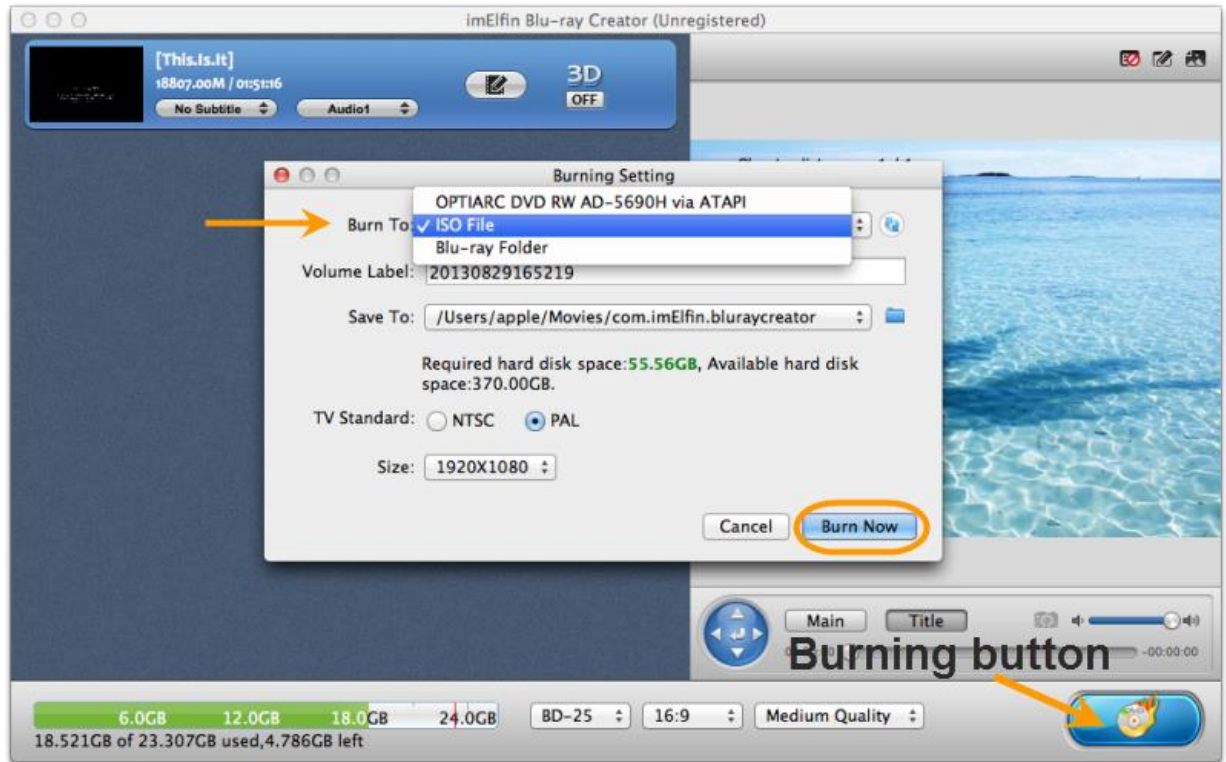 imElfin Blu-ray Creator (Unregistered)
[This.Is.It]
18807.00M / 01:51:16
No Subtitle
Audio1
3D
OFF
Burning Setting
OPTIARC DVD RW AD-5690H via ATAPI
Burn To:
✓ ISO File
Blu-ray Folder
Volume Label:
20130829165219
Save To:
/Users/apple/Movies/com.imElfin.bluraycreator
Required hard disk space:55.56GB, Available hard disk
space:370.00GB.
TV Standard:
NTSC
PAL
Size:
1920X1080
Cancel
Burn Now
Main
Title
Burning button
-00:00:00
6.0GB
12.0GB
18.0GB
24.0GB
BD-25
16:9
Medium Quality
18.521GB of 23.307GB used,4.786GB left